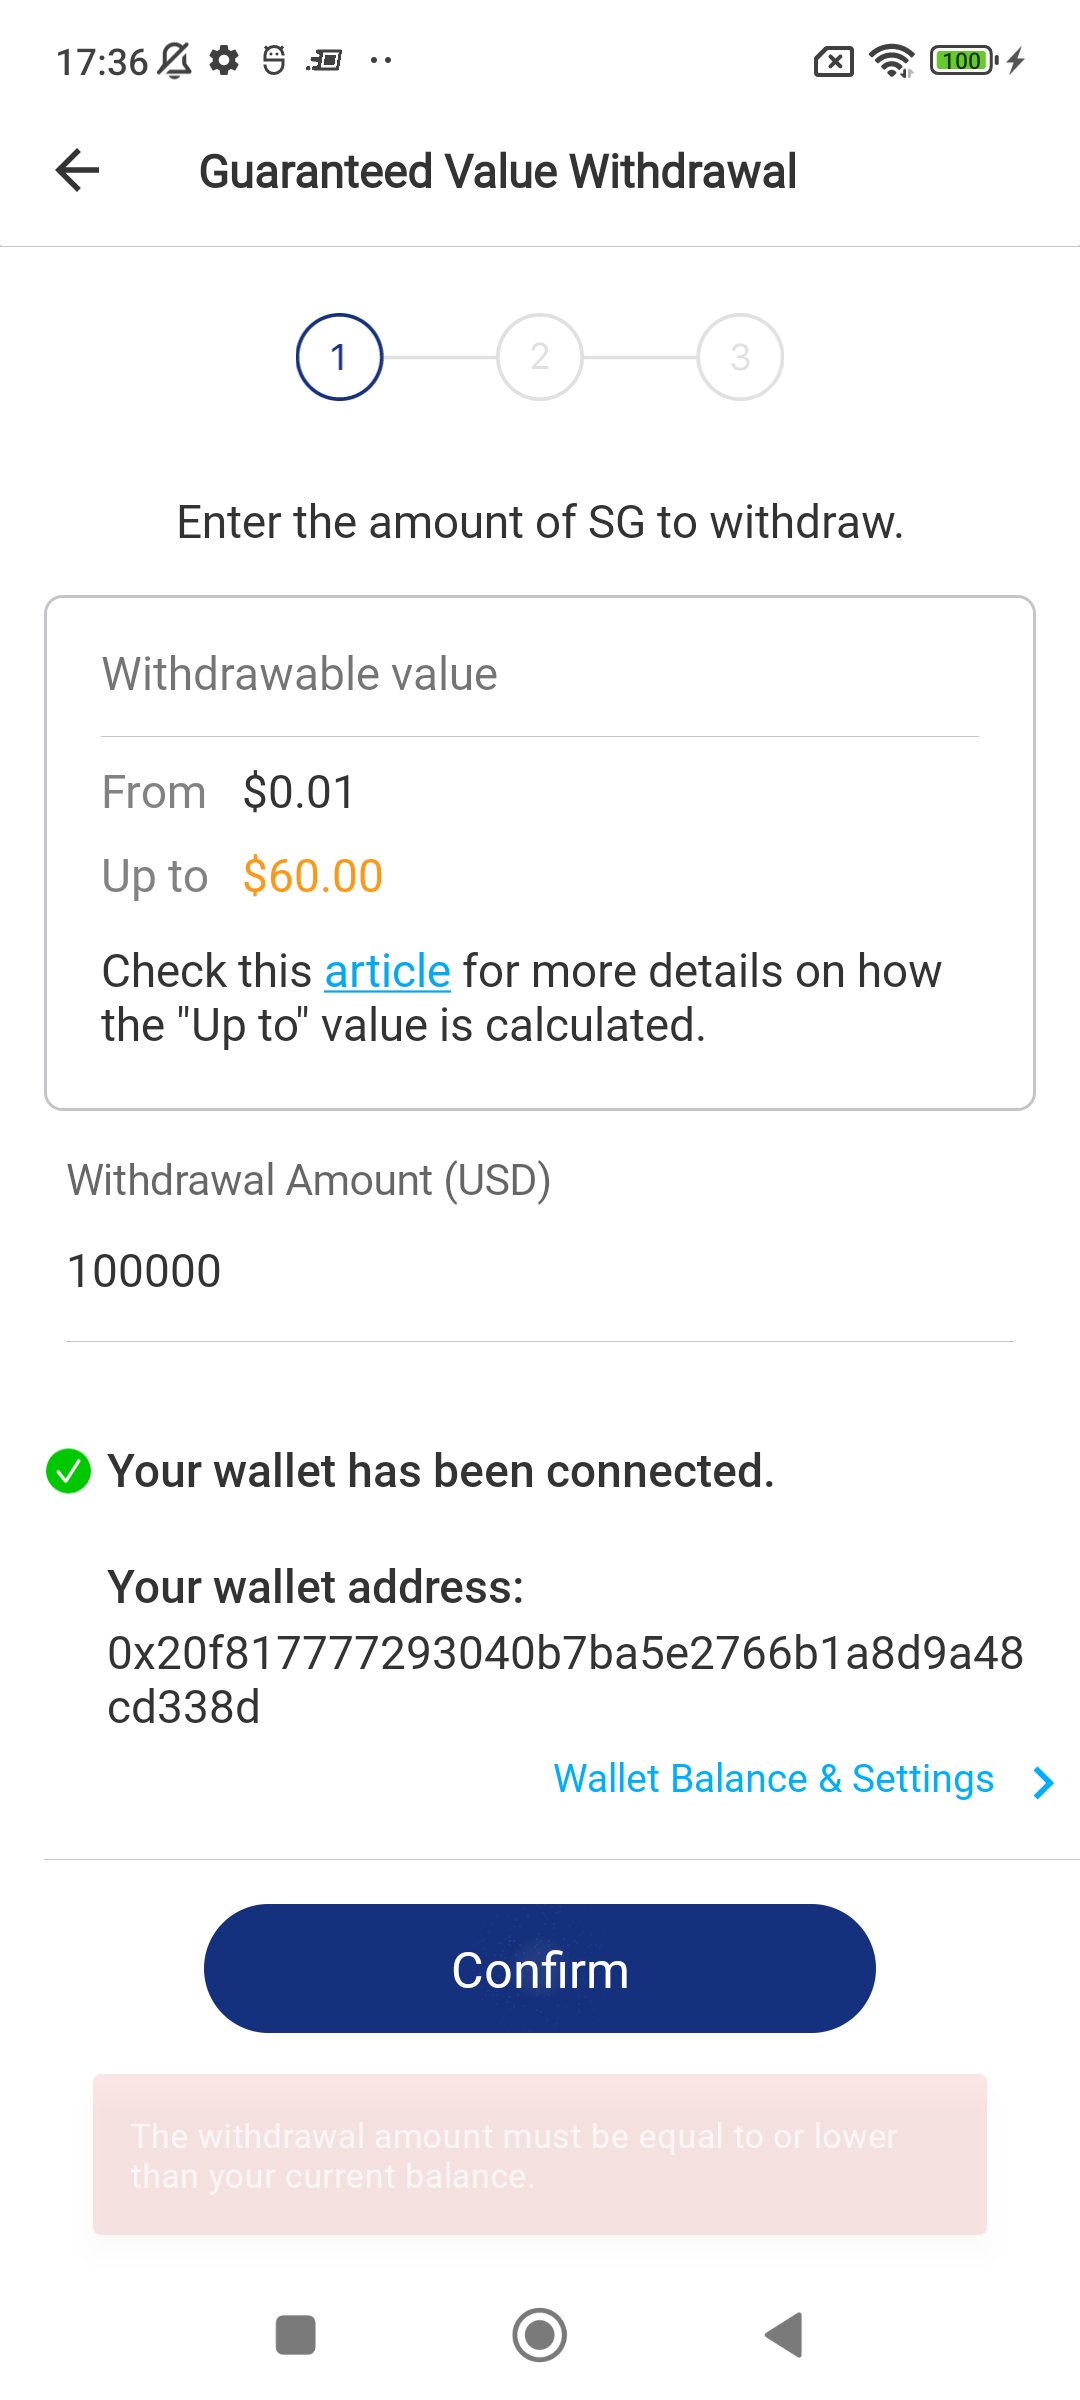 17:36
100
Guaranteed Value Withdrawal
1
2
3
Enter the amount of SG to withdraw.
Withdrawable value
From $0.01
Up to $60.00
Check this article for more details on how
the "Up to" value is calculated.
Withdrawal Amount (USD)
100000
Your wallet has been connected.
Your wallet address:
0x20f817777293040b7ba5e2766b1a8d9a48
cd338d
Wallet Balance & Settings
Confirm
The withdrawal amount must be equal to or lower
than your current balance.